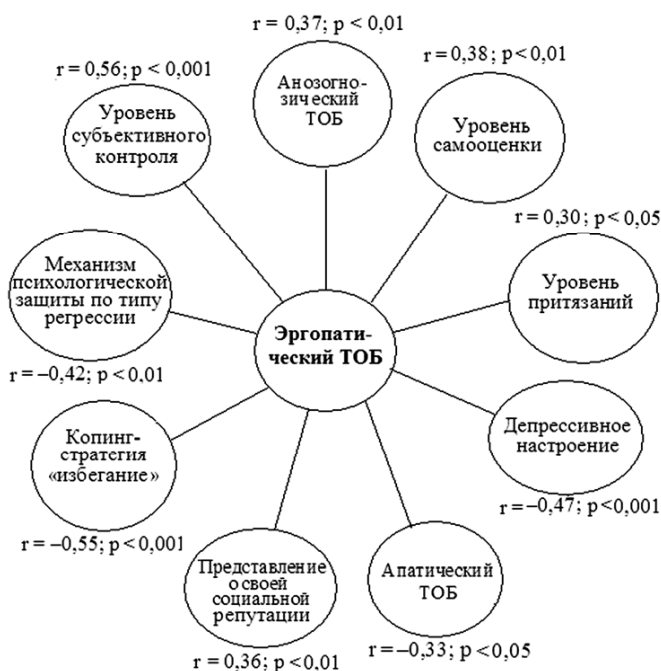 r = 0,37; p < 0,01
Анозогно-
зический
ТОБ
r = 0,38; p < 0,01
Уровень
самооценки
r = 0,56; p < 0,001
Уровень
субъективного
контроля
r = 0,30; p < 0,05
Уровень
притязаний
Механизм
психологической
защиты по типу
регрессии
r = –0,42; p < 0,01
Эргопати-
ческий ТОБ
Депрессивное
настроение
r = –0,47; p < 0,001
Копинг-
стратегия
«избегание»
r = –0,55; p < 0,001
Представление
о своей
социальной
репутации
r = 0,36; p < 0,01
Апатический
ТОБ
r = –0,33; p < 0,05